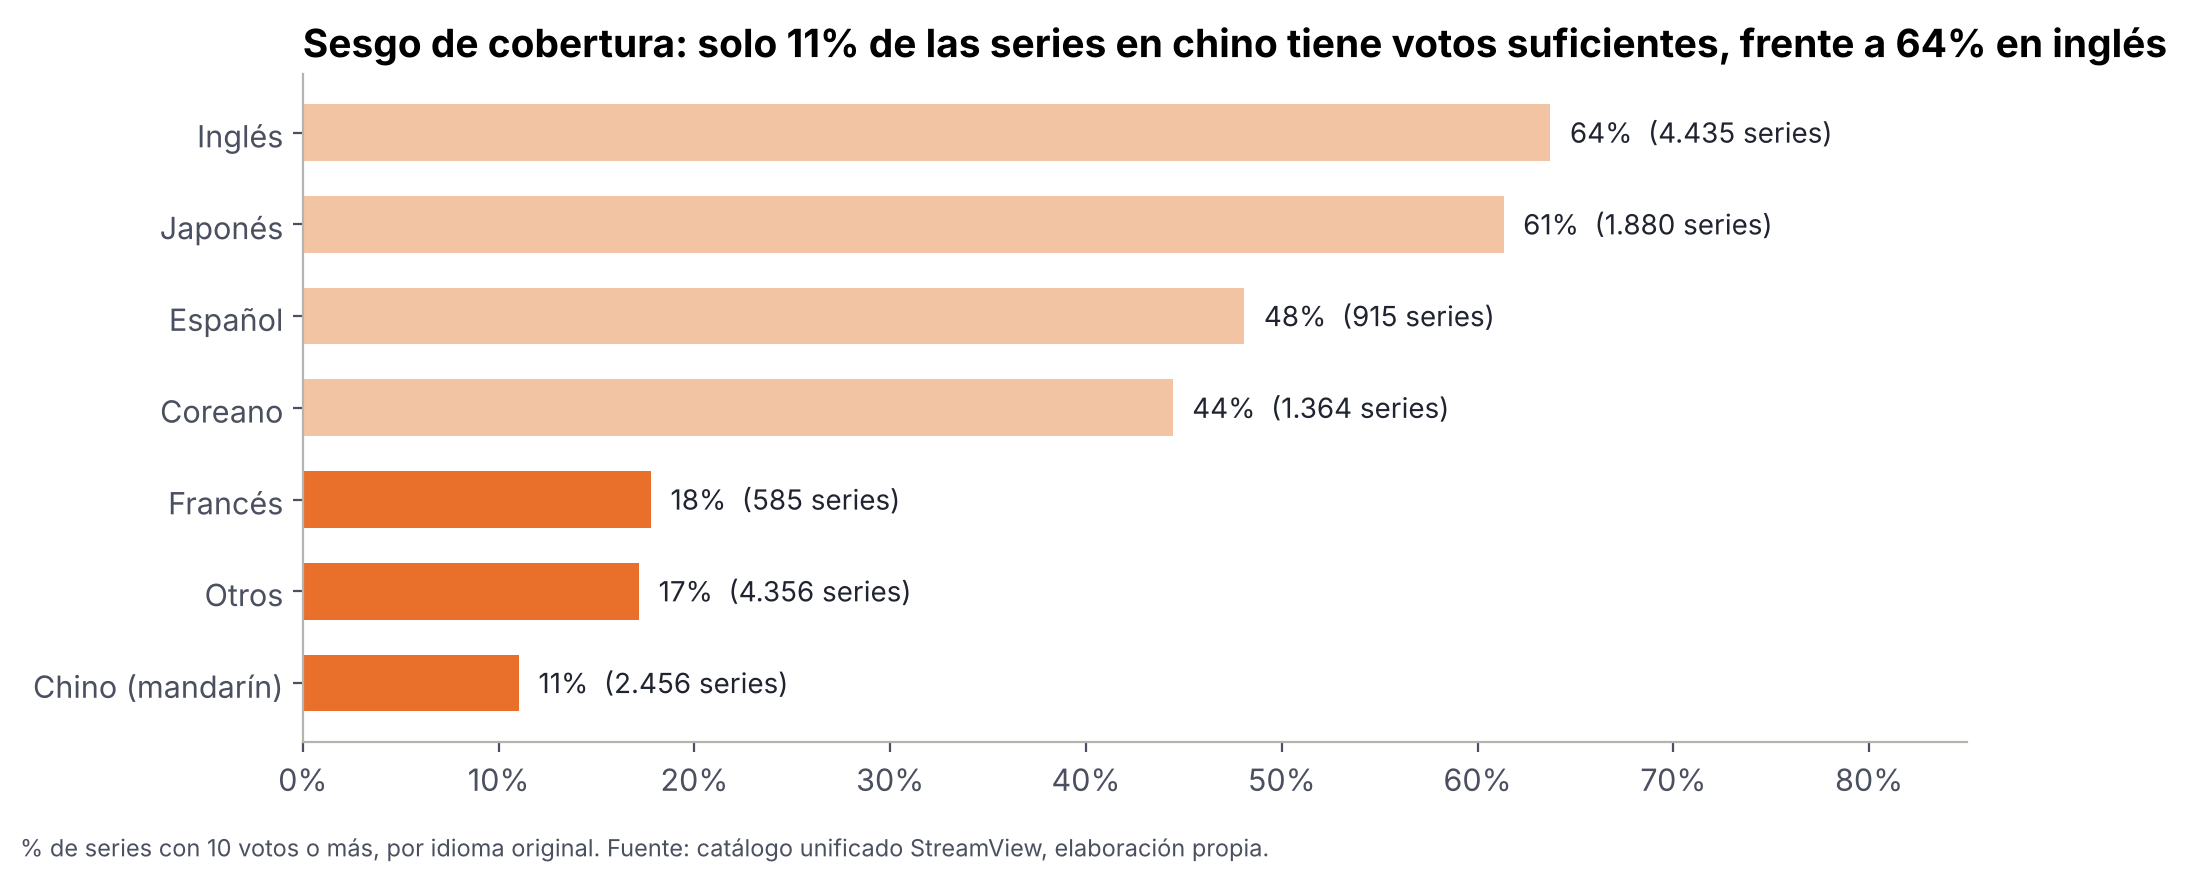 Sesgo de cobertura: solo 11% de las series en chino tiene votos suficientes, frente a 64% en inglés
Inglés 64% (4.435 series)
Japonés 61% (1.880 series)
Español 48% (915 series)
Coreano 44% (1.364 series)
Francés 18% (585 series)
Otros 17% (4.356 series)
Chino (mandarín) 11% (2.456 series)
0% 10% 20% 30% 40% 50% 60% 70% 80%
% de series con 10 votos o más, por idioma original. Fuente: catálogo unificado StreamView, elaboración propia.